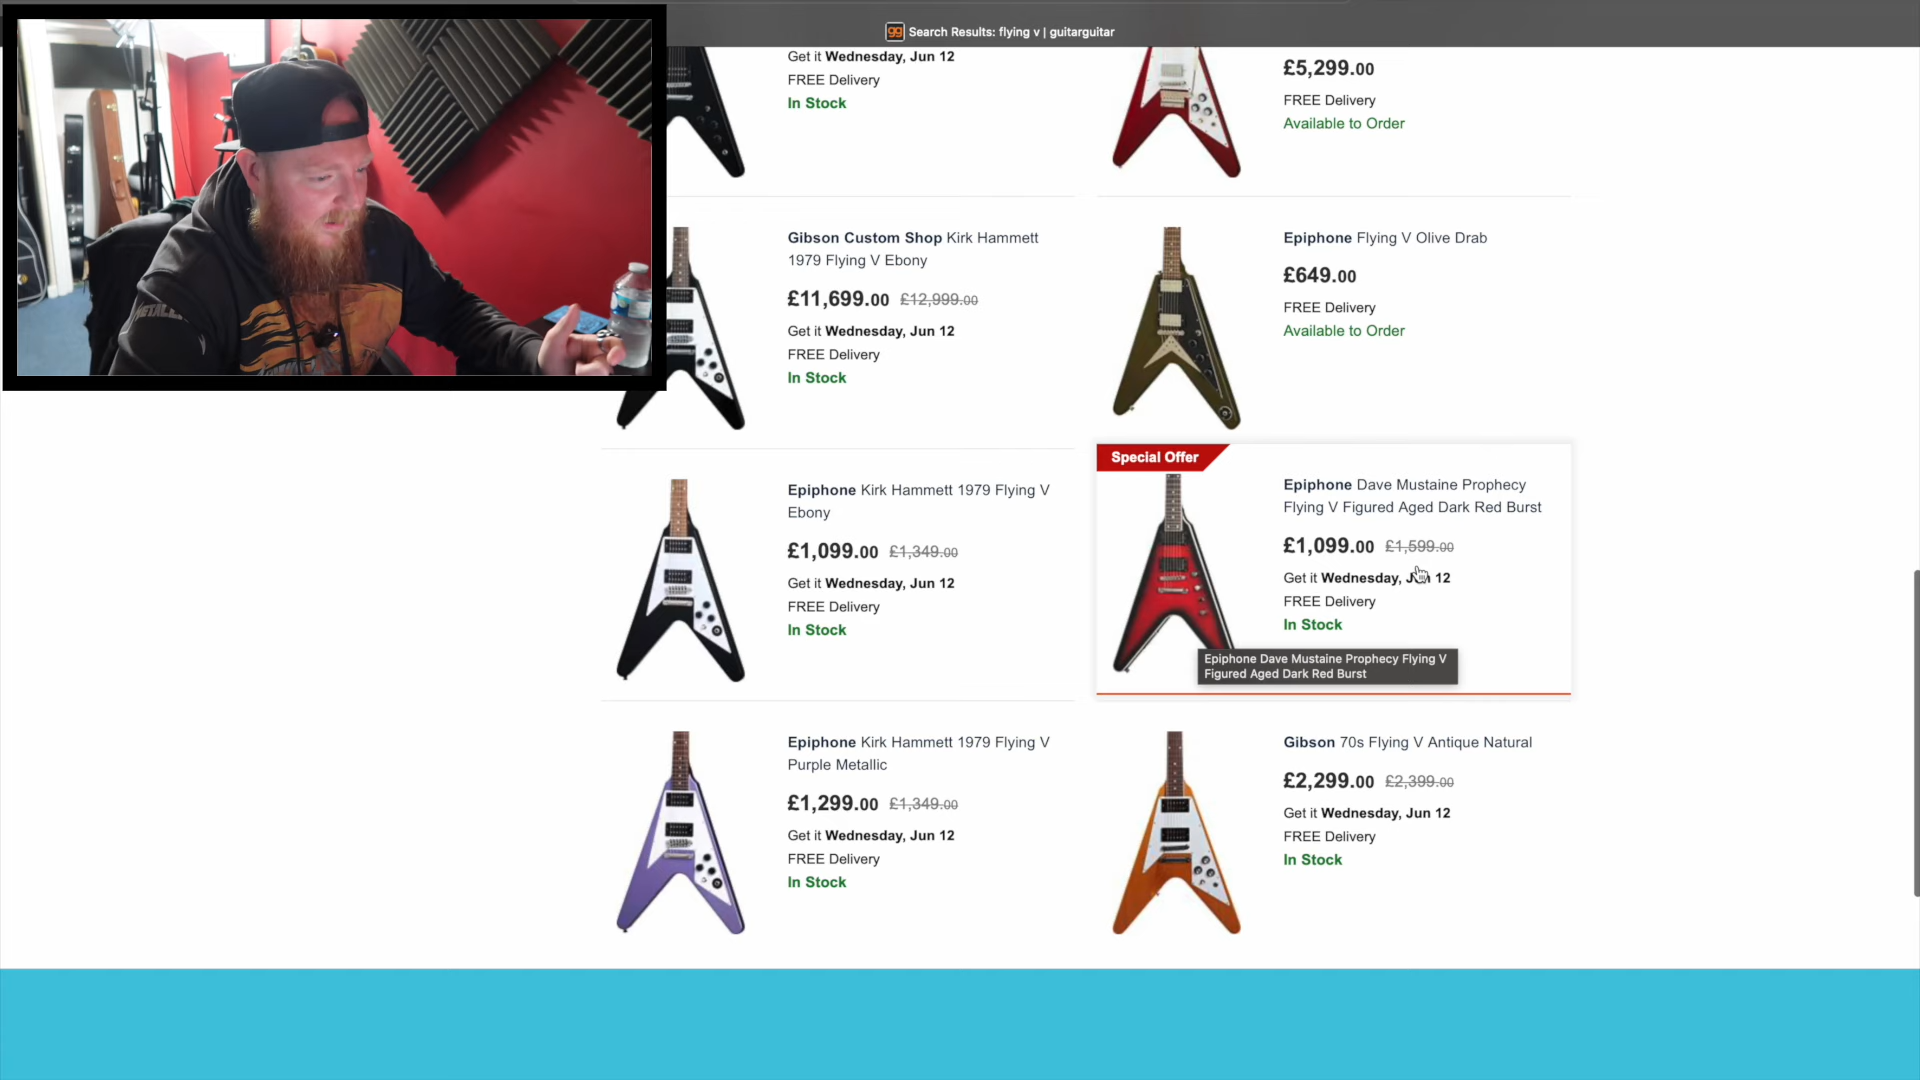 gg Search Results: flying v | guitarguitar
Get it Wednesday, Jun 12
FREE Delivery
In Stock
£5,299.00
FREE Delivery
Available to Order
METALL
Gibson Custom Shop Kirk Hammett
1979 Flying V Ebony
£11,699.00 £12,999.00
Get it Wednesday, Jun 12
FREE Delivery
In Stock
Epiphone Flying V Olive Drab
£649.00
FREE Delivery
Available to Order
Epiphone Kirk Hammett 1979 Flying V
Ebony
£1,099.00 £1,349.00
Get it Wednesday, Jun 12
FREE Delivery
In Stock
Special Offer
Epiphone Dave Mustaine Prophecy
Flying V Figured Aged Dark Red Burst
£1,099.00 £1,599.00
Get it Wednesday, Jun 12
FREE Delivery
In Stock
Epiphone Dave Mustaine Prophecy Flying V
Figured Aged Dark Red Burst
Epiphone Kirk Hammett 1979 Flying V
Purple Metallic
£1,299.00 £1,349.00
Get it Wednesday, Jun 12
FREE Delivery
In Stock
Gibson 70s Flying V Antique Natural
£2,299.00 £2,399.00
Get it Wednesday, Jun 12
FREE Delivery
In Stock